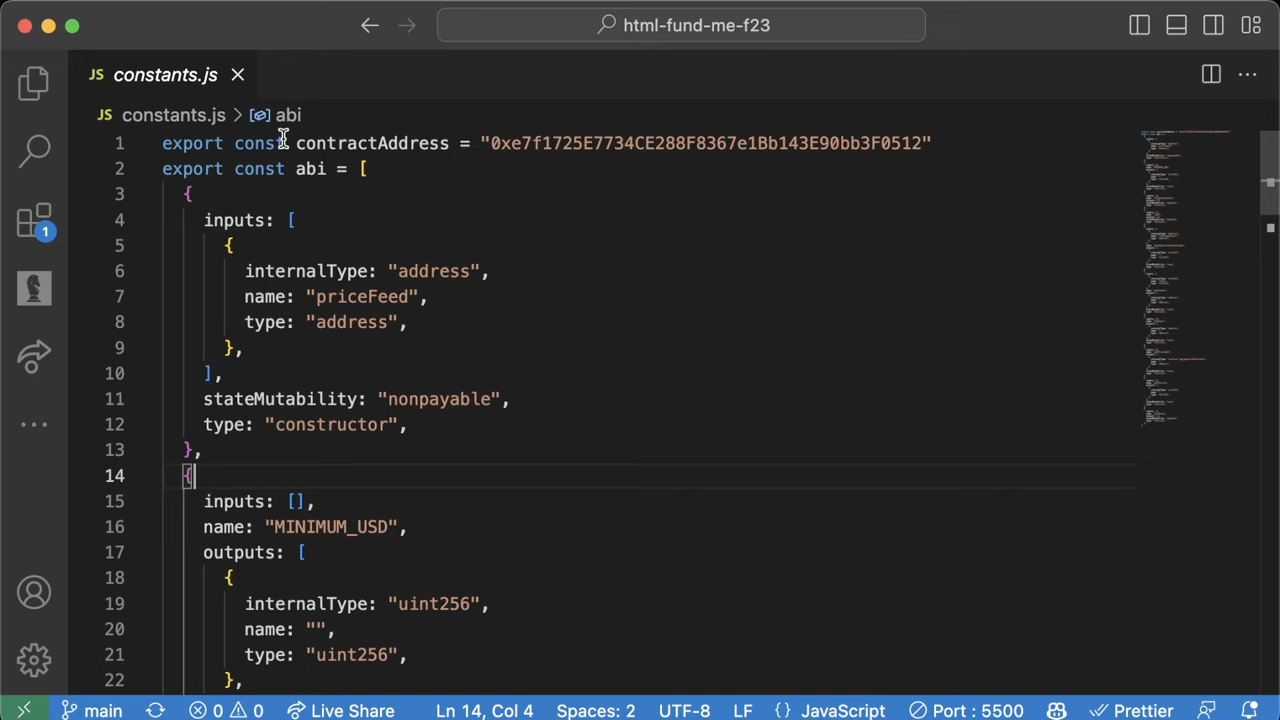 html-fund-me-f23
JS constants.js
JS constants.js > abi
1 export const contractAddress = "0xe7f1725E7734CE288F8367e1Bb143E90bb3F0512"
2 export const abi = [
3 {
4 inputs: [
5 {
6 internalType: "address",
7 name: "priceFeed",
8 type: "address",
9 },
10 ],
11 stateMutability: "nonpayable",
12 type: "constructor",
13 },
14 {
15 inputs: [],
16 name: "MINIMUM_USD",
17 outputs: [
18 {
19 internalType: "uint256",
20 name: "",
21 type: "uint256",
22 },
1
main 0 0 Live Share Ln 14, Col 4 Spaces: 2 UTF-8 LF {} JavaScript Port : 5500 Prettier